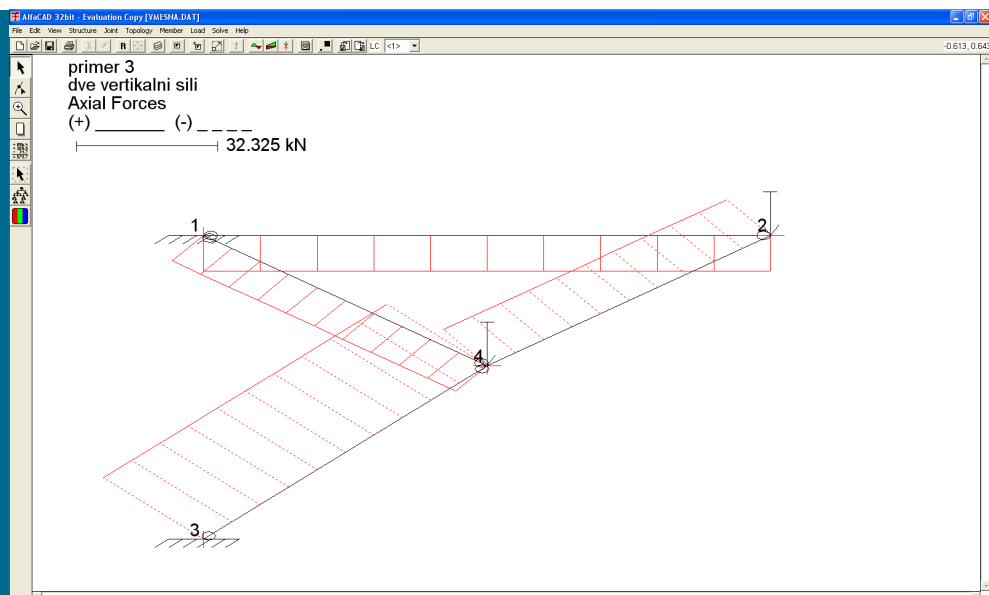 AlfaCAD 32bit - Evaluation Copy [VMESNA.DAT]
File Edit View Structure Joint Topology Member Load Solve Help
R LC <1> -0.613, 0.643
primer 3
dve vertikalni sili
Axial Forces
(+) ________ (-) _ _ _ _
32.325 kN
1
2
4
3